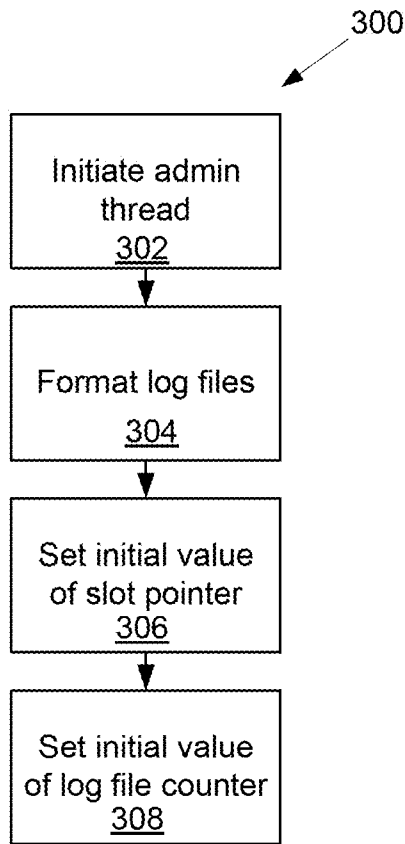 300
Initiate admin
thread
302
Format log files
304
Set initial value
of slot pointer
306
Set initial value
of log file counter
308